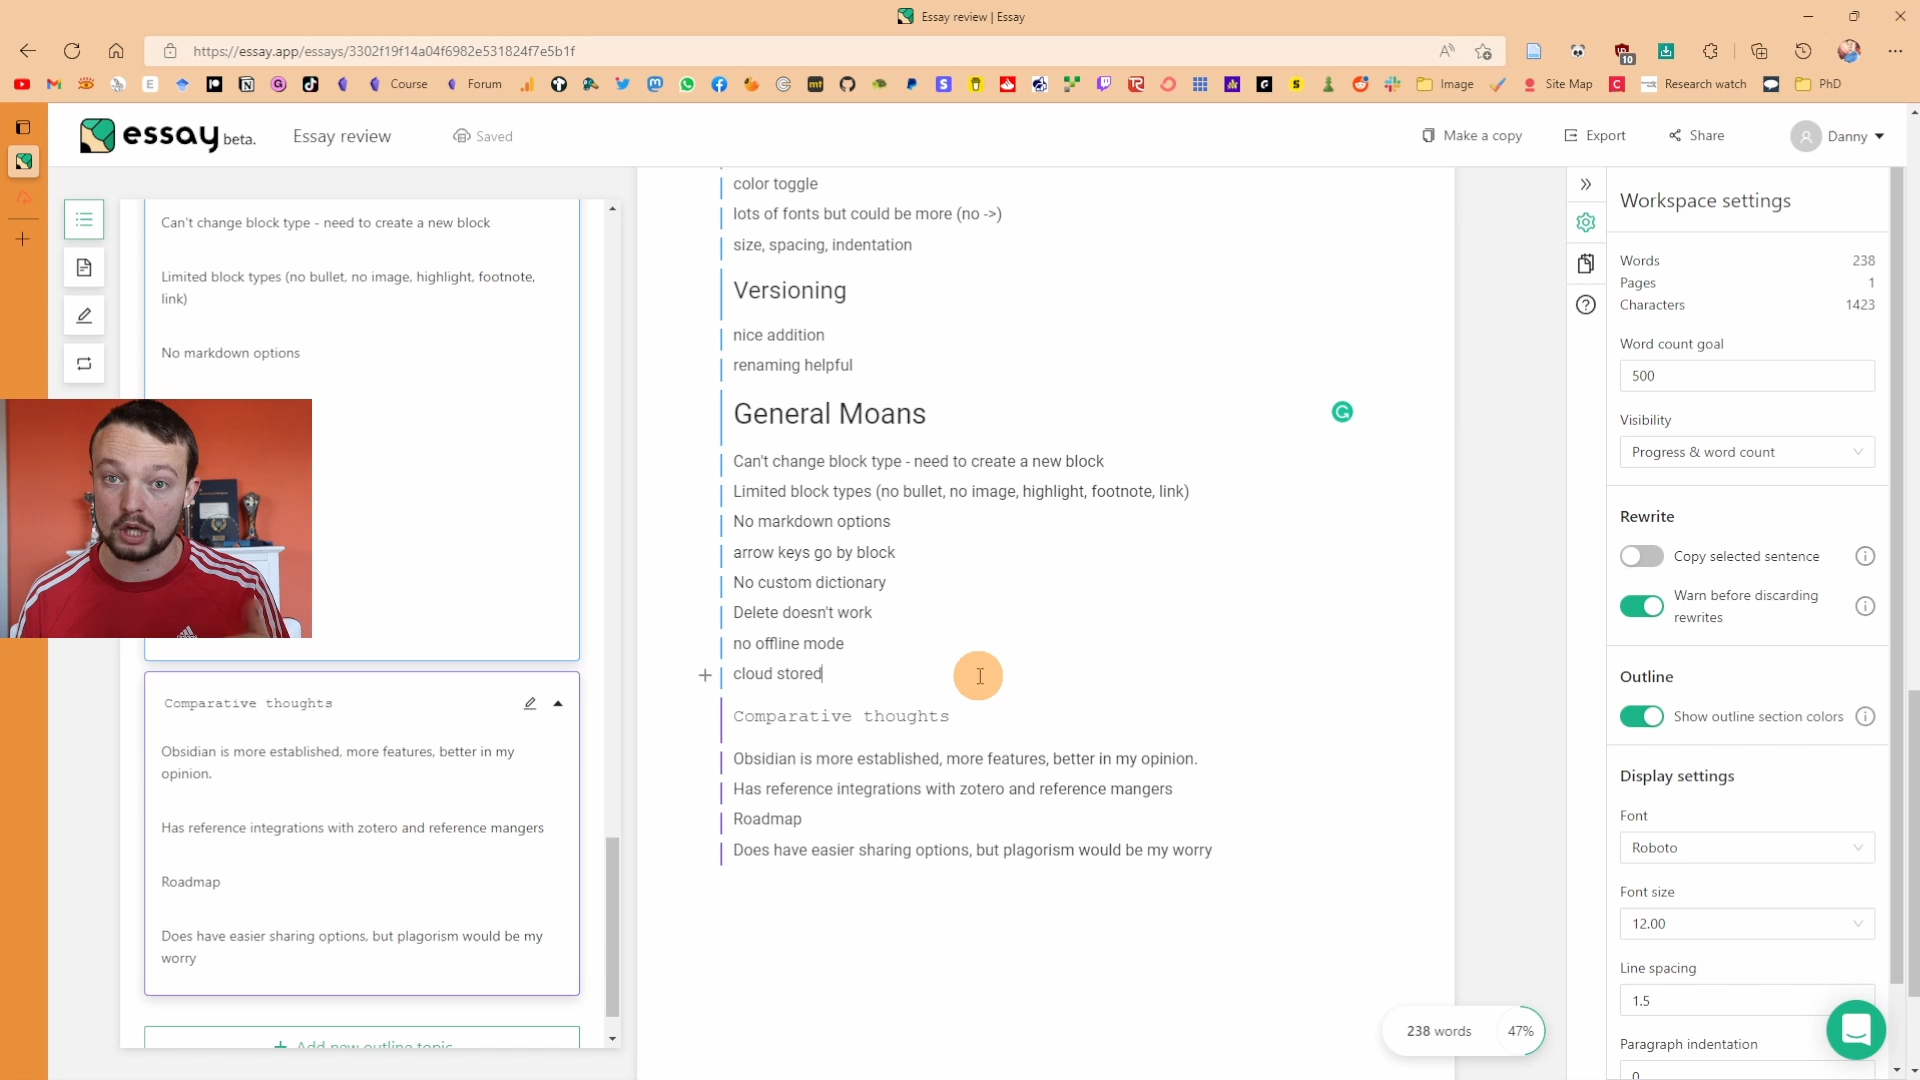 Essay review | Essay
https://essay.app/essays/3302f19f14a04f6982e531824f7e5b1f
10
Course
Forum
Image
Site Map
Research watch
PhD
essay beta.
Essay review
Saved
Make a copy
Export
Share
Danny
Can't change block type - need to create a new block
Limited block types (no bullet, no image, highlight, footnote,
link)
No markdown options
Comparative thoughts
Obsidian is more established, more features, better in my
opinion.
Has reference integrations with zotero and reference mangers
Roadmap
Does have easier sharing options, but plagorism would be my
worry
+ Add new outline topic
color toggle
lots of fonts but could be more (no ->)
size, spacing, indentation
Versioning
nice addition
renaming helpful
General Moans
Can't change block type - need to create a new block
Limited block types (no bullet, no image, highlight, footnote, link)
No markdown options
arrow keys go by block
No custom dictionary
Delete doesn't work
no offline mode
cloud stored
Comparative thoughts
Obsidian is more established, more features, better in my opinion.
Has reference integrations with zotero and reference mangers
Roadmap
Does have easier sharing options, but plagorism would be my worry
238 words 47%
Workspace settings
Words 238
Pages 1
Characters 1423
Word count goal
500
Visibility
Progress & word count
Rewrite
Copy selected sentence
Warn before discarding
rewrites
Outline
Show outline section colors
Display settings
Font
Roboto
Font size
12.00
Line spacing
1.5
Paragraph indentation
0